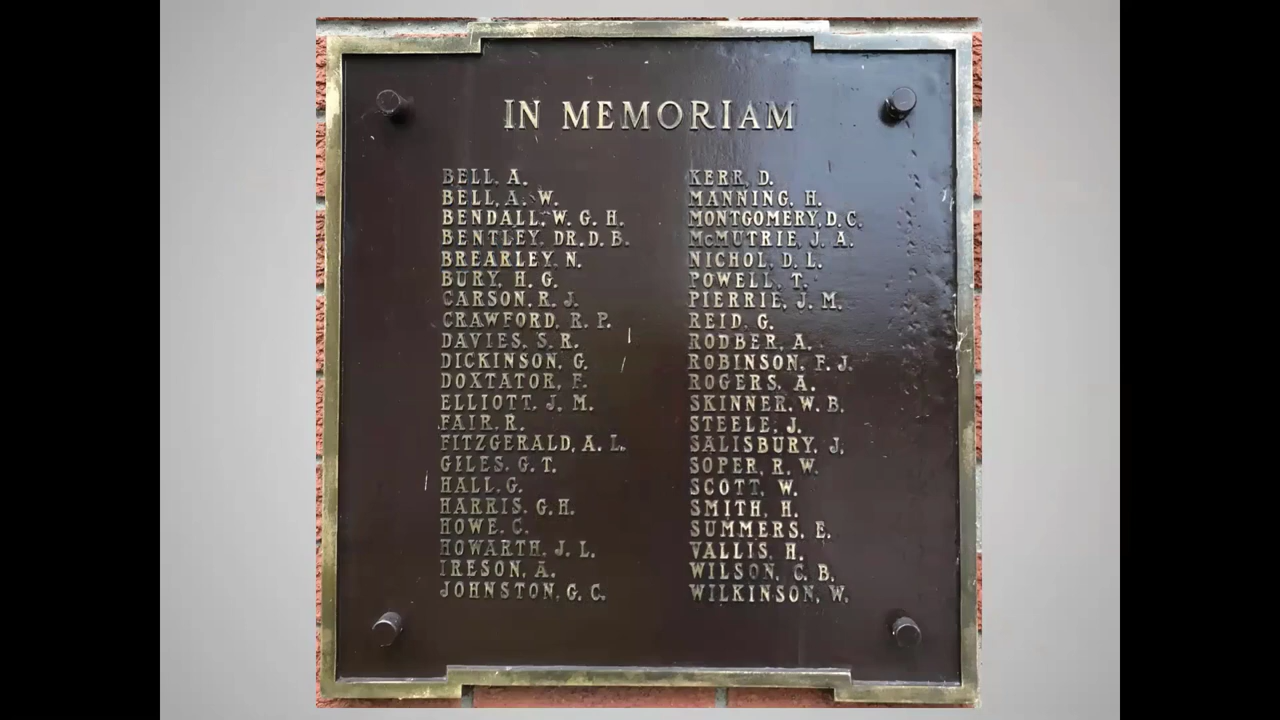 IN MEMORIAM
BELL, A.
BELL, A. W.
BENDALL, W. G. H.
BENTLEY, DR. D. B.
BREARLEY, N.
BURY, H. G.
CARSON, R. J.
CRAWFORD, R. P.
DAVIES, S. R.
DICKINSON, G.
DOXTATOR, F.
ELLIOTT, J. M.
FAIR, R.
FITZGERALD, A. L.
GILES, G. T.
HALL, G.
HARRIS, G. H.
HOWE, C.
HOWARTH, J. L.
IRESON, A.
JOHNSTON, G. C.
KERR, D.
MANNING, H.
MONTGOMERY, D. C.
McMUTRIE, J. A.
NICHOL, D. L.
POWELL, T.
PIERRIE, J. M.
REID, G.
RODBER, A.
ROBINSON, F. J.
ROGERS, A.
SKINNER, W. B.
STEELE, J.
SALISBURY, J.
SOPER, R. W.
SCOTT, W.
SMITH, H.
SUMMERS, E.
VALLIS, H.
WILSON, C. B.
WILKINSON, W.